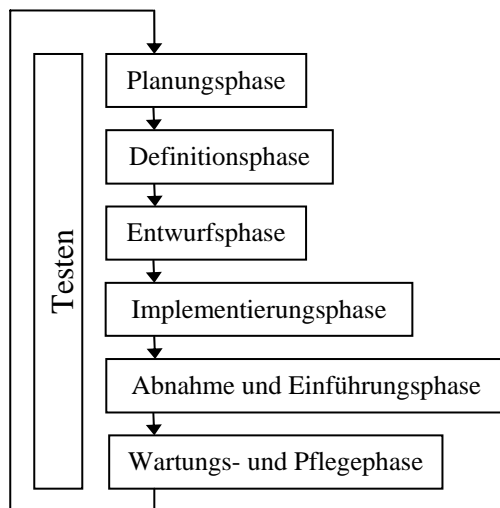 Planungsphase
Definitionsphase
Entwurfsphase
Implementierungsphase
Abnahme und Einführungsphase
Wartungs- und Pflegephase
Testen